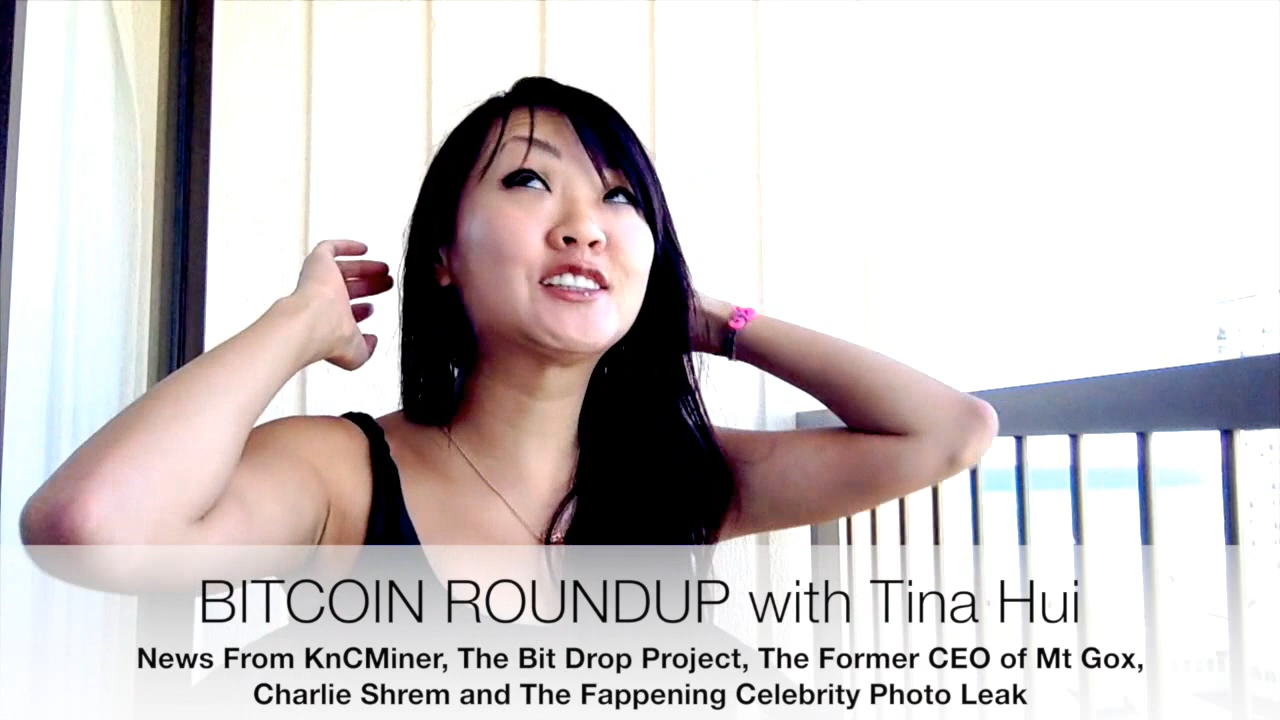 BITCOIN ROUNDUP with Tina Hui
News From KnCMiner, The Bit Drop Project, The Former CEO of Mt Gox,
Charlie Shrem and The Fappening Celebrity Photo Leak